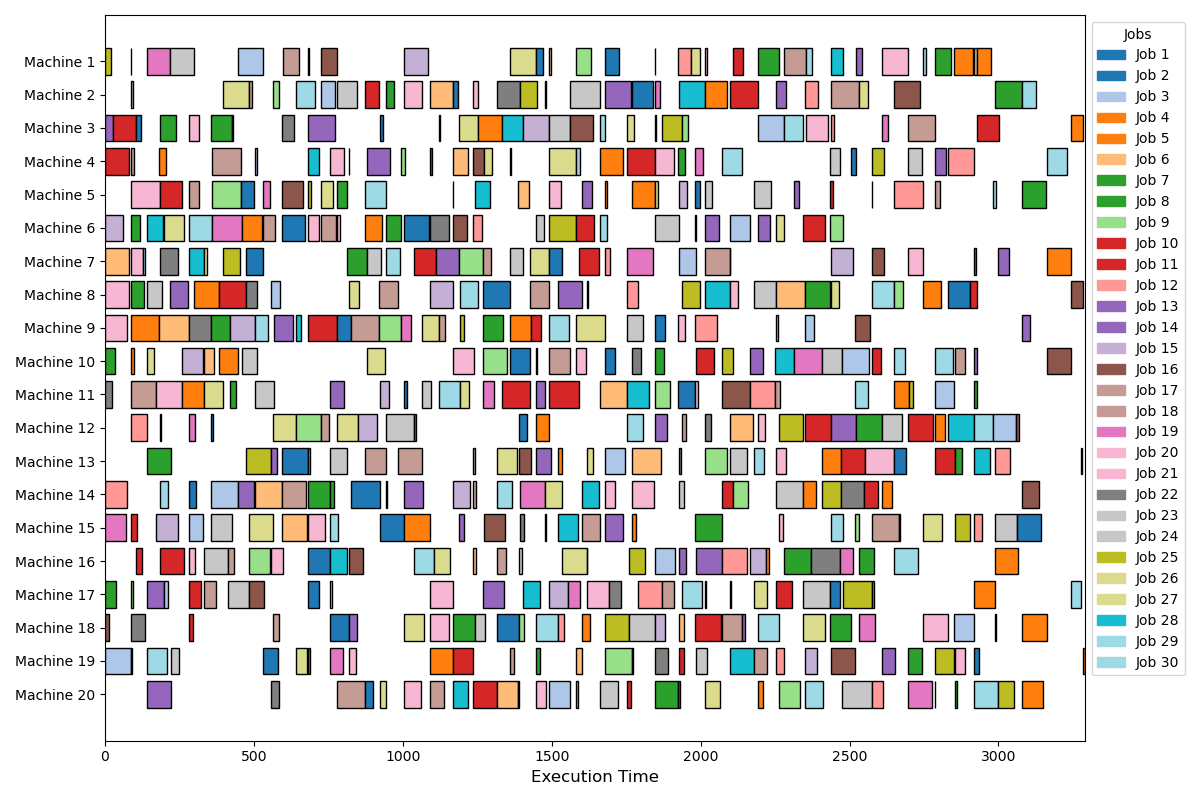 Machine 1
Machine 2
Machine 3
Machine 4
Machine 5
Machine 6
Machine 7
Machine 8
Machine 9
Machine 10
Machine 11
Machine 12
Machine 13
Machine 14
Machine 15
Machine 16
Machine 17
Machine 18
Machine 19
Machine 20
0 500 1000 1500 2000 2500 3000
Execution Time
Jobs
Job 1
Job 2
Job 3
Job 4
Job 5
Job 6
Job 7
Job 8
Job 9
Job 10
Job 11
Job 12
Job 13
Job 14
Job 15
Job 16
Job 17
Job 18
Job 19
Job 20
Job 21
Job 22
Job 23
Job 24
Job 25
Job 26
Job 27
Job 28
Job 29
Job 30